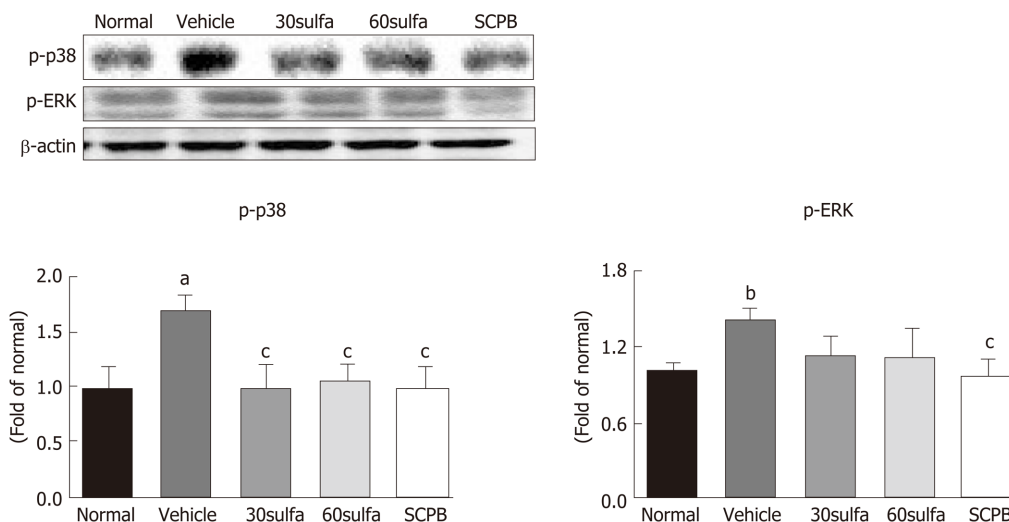 Normal Vehicle 30sulfa 60sulfa SCPB
p-p38
p-ERK
β-actin
p-p38
(Fold of normal)
2.0
1.5
1.0
0.5
0.0
a
c
c
c
Normal Vehicle 30sulfa 60sulfa SCPB
p-ERK
(Fold of normal)
1.8
1.2
0.6
0.0
b
c
Normal Vehicle 30sulfa 60sulfa SCPB